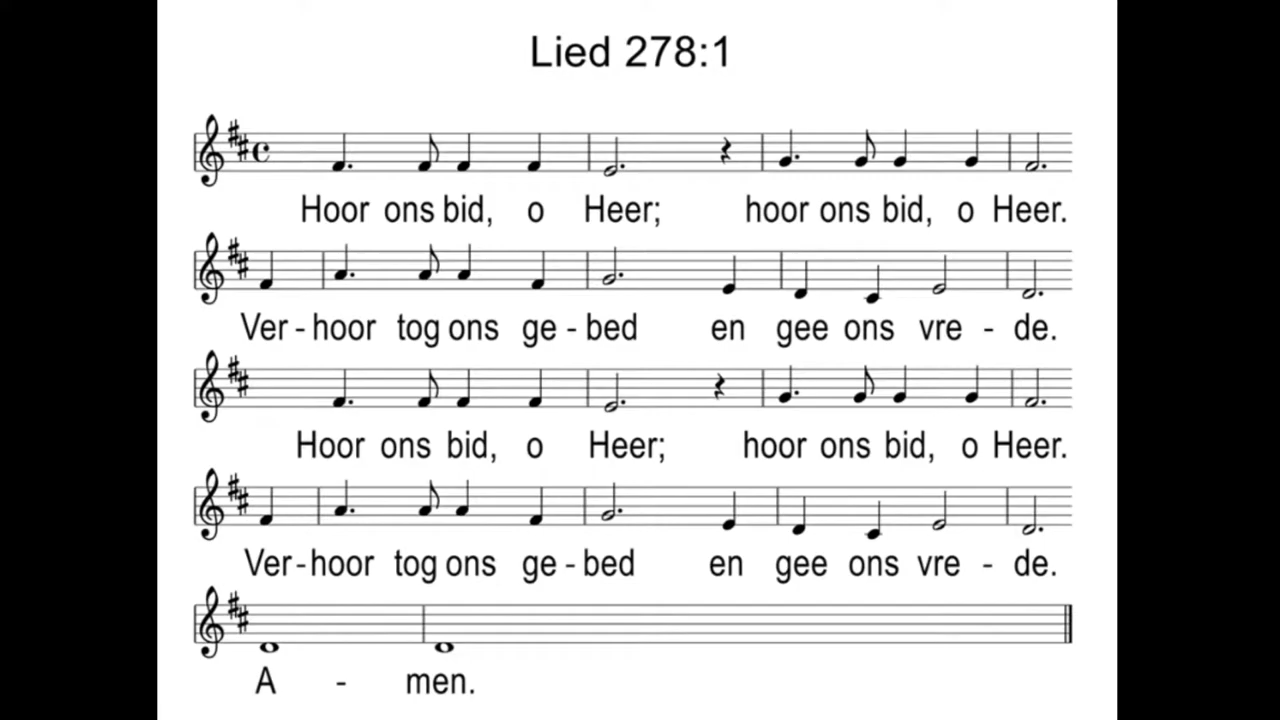 Lied 278:1
Hoor ons bid, o Heer; hoor ons bid, o Heer.
Ver-hoor tog ons ge-bed en gee ons vre - de.
Hoor ons bid, o Heer; hoor ons bid, o Heer.
Ver-hoor tog ons ge-bed en gee ons vre - de.
A - men.